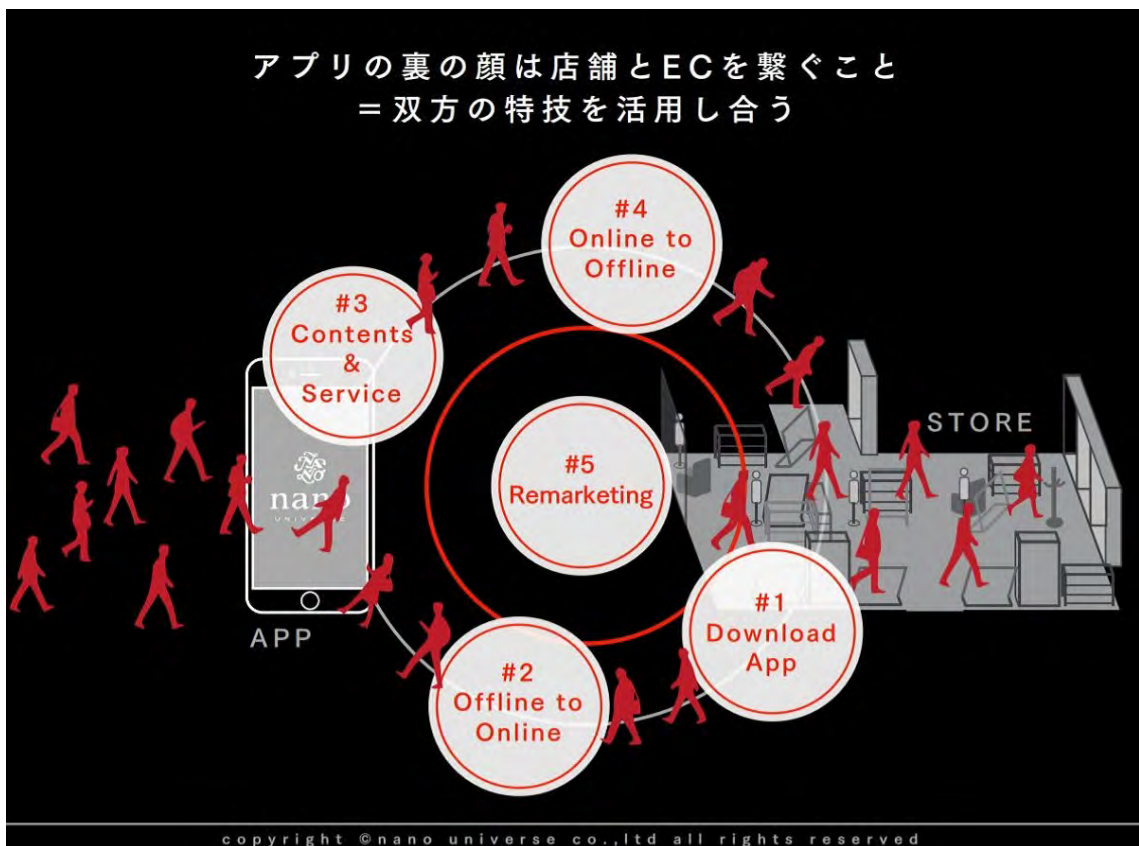 アプリの裏の顔は店舗とECを繋ぐこと
＝双方の特技を活用し合う
#4
Online to
Offline
#3
Contents
&
Service
STORE
#5
Remarketing
nano
UNIVERSE
#1
Download
App
APP
#2
Offline to
Online
copyright ©nano universe co.,ltd all rights reserved